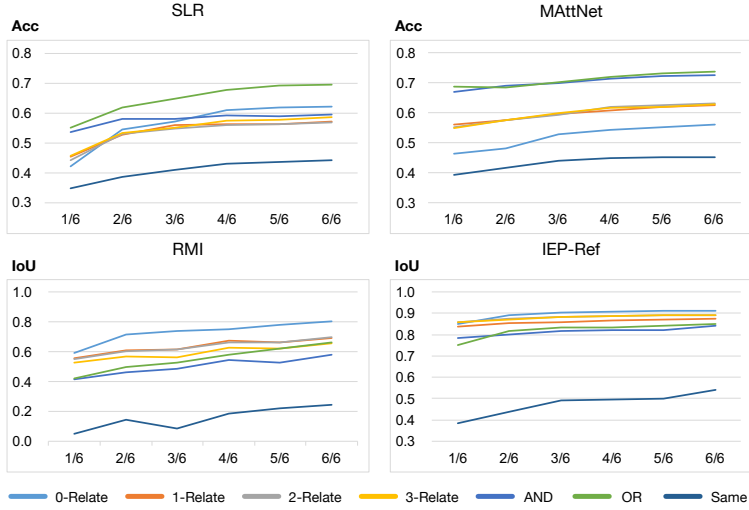 SLR
Acc
0.8
0.7
0.6
0.5
0.4
0.3
1/6 2/6 3/6 4/6 5/6 6/6
MAttNet
Acc
0.8
0.7
0.6
0.5
0.4
0.3
1/6 2/6 3/6 4/6 5/6 6/6
RMI
IoU
1.0
0.8
0.6
0.4
0.2
0.0
1/6 2/6 3/6 4/6 5/6 6/6
IEP-Ref
IoU
1.0
0.9
0.8
0.7
0.6
0.5
0.4
0.3
1/6 2/6 3/6 4/6 5/6 6/6
0-Relate 1-Relate 2-Relate 3-Relate AND OR Same